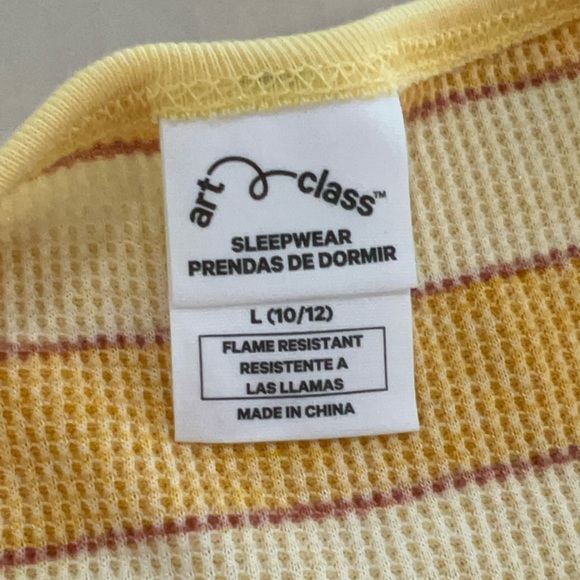 art class™
SLEEPWEAR
PRENDAS DE DORMIR
L (10/12)
FLAME RESISTANT
RESISTENTE A
LAS LLAMAS
MADE IN CHINA